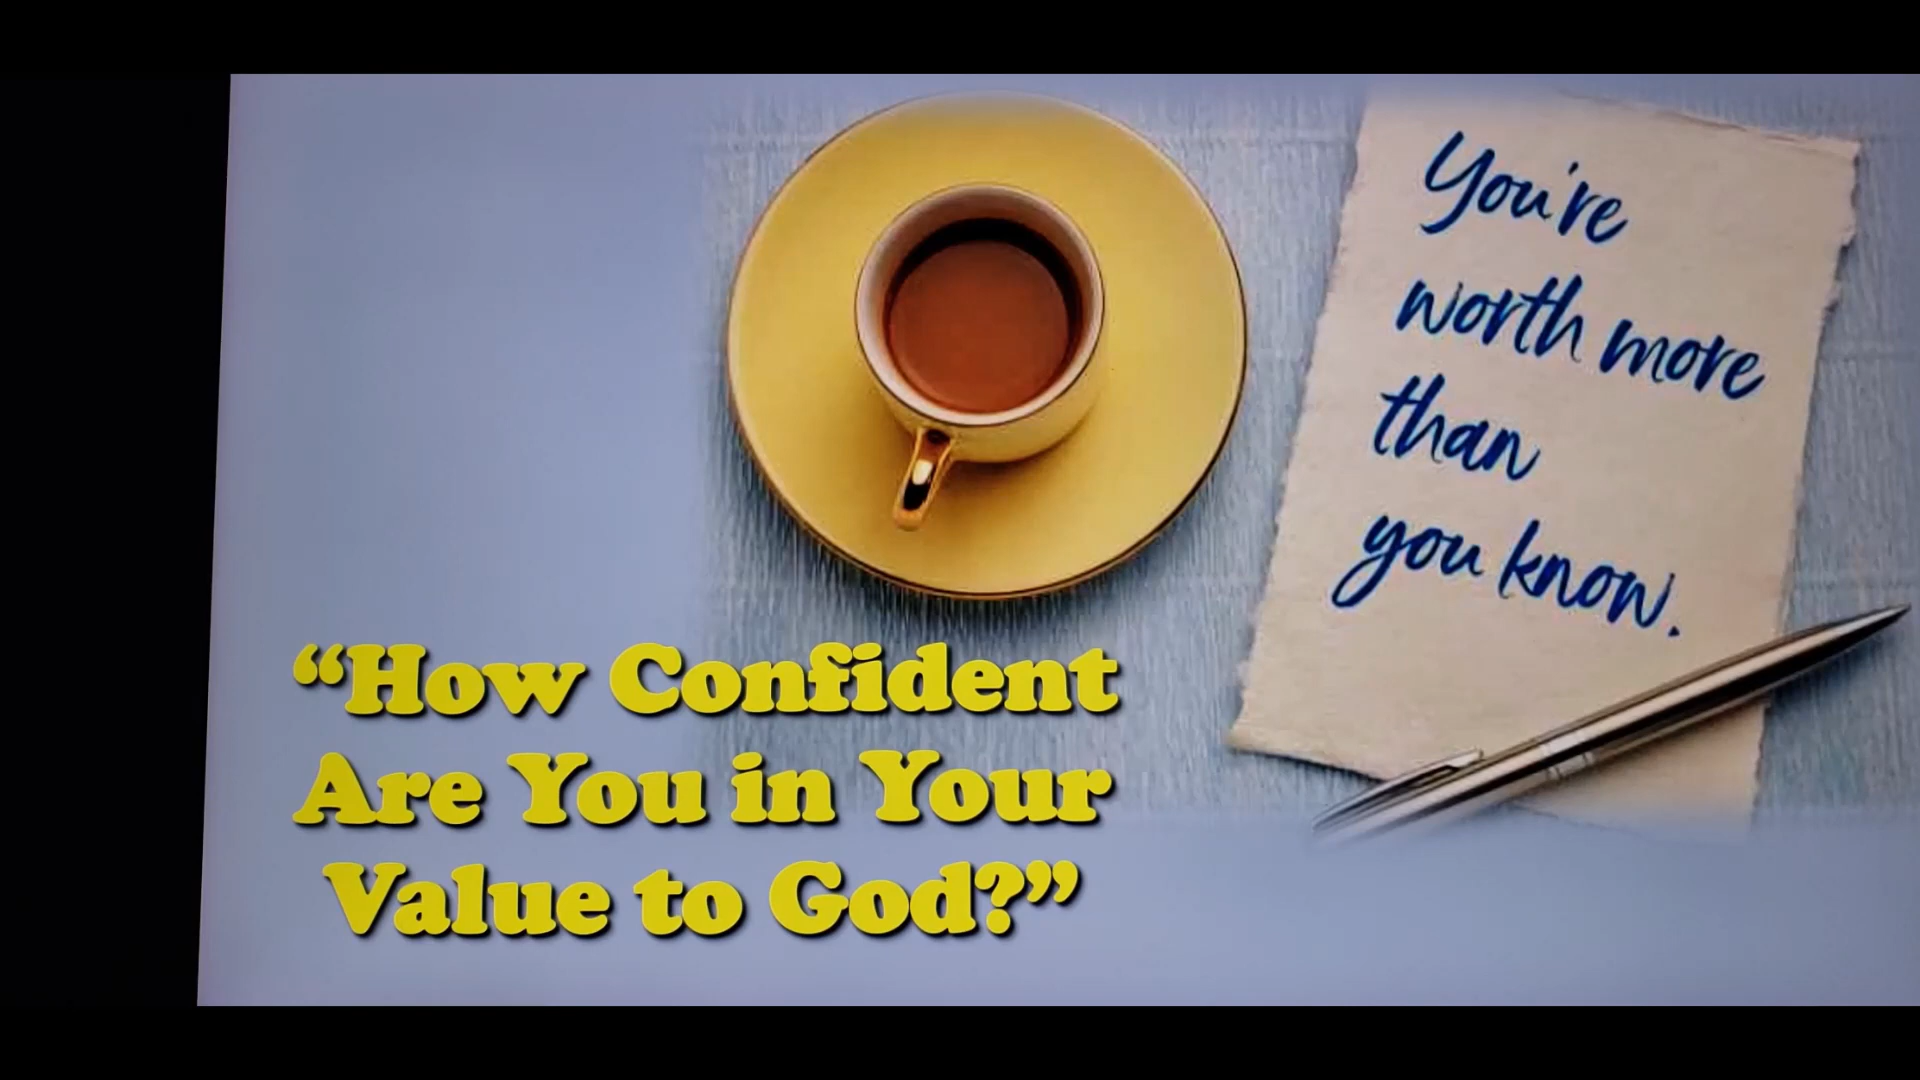 You're
worth more
than
you know.
“How Confident
Are You in Your
Value to God?”